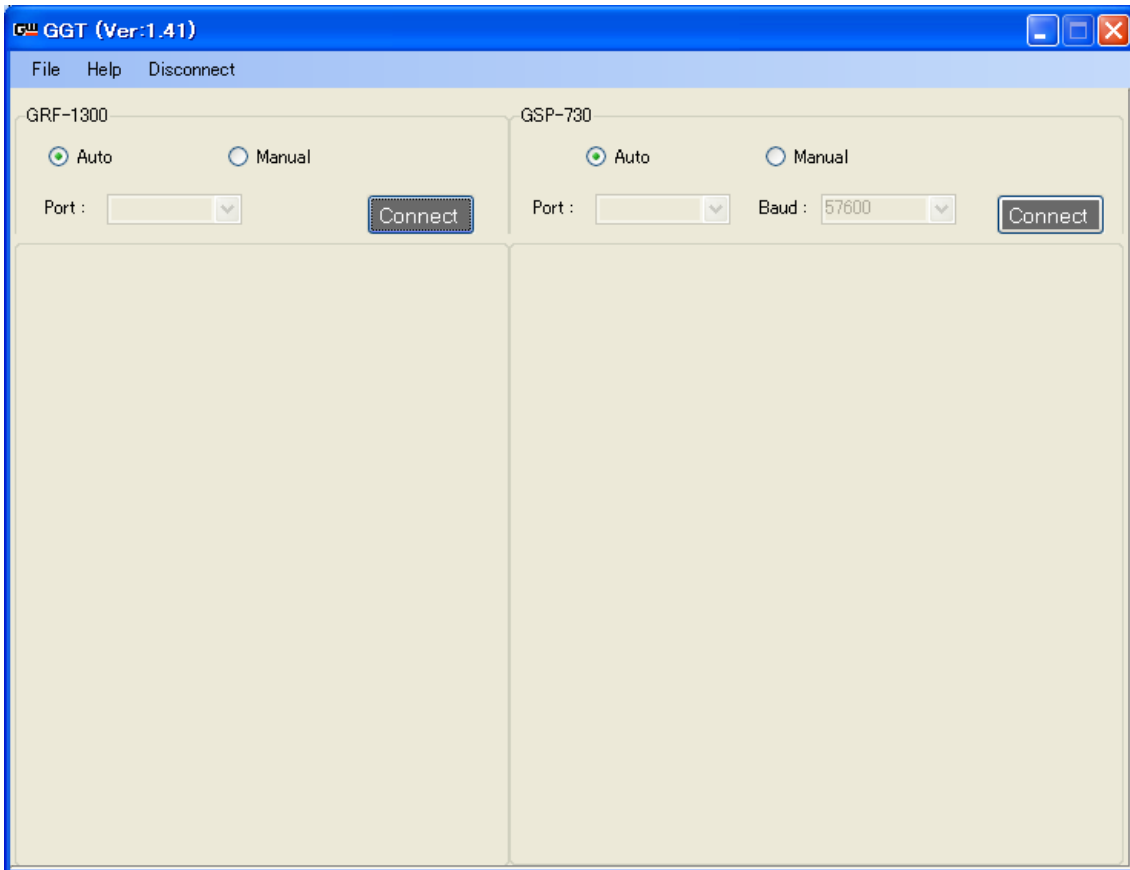 GW GGT (Ver:1.41)
File Help Disconnect
GRF-1300
Auto Manual
Port :
Connect
GSP-730
Auto Manual
Port : Baud : 57600
Connect